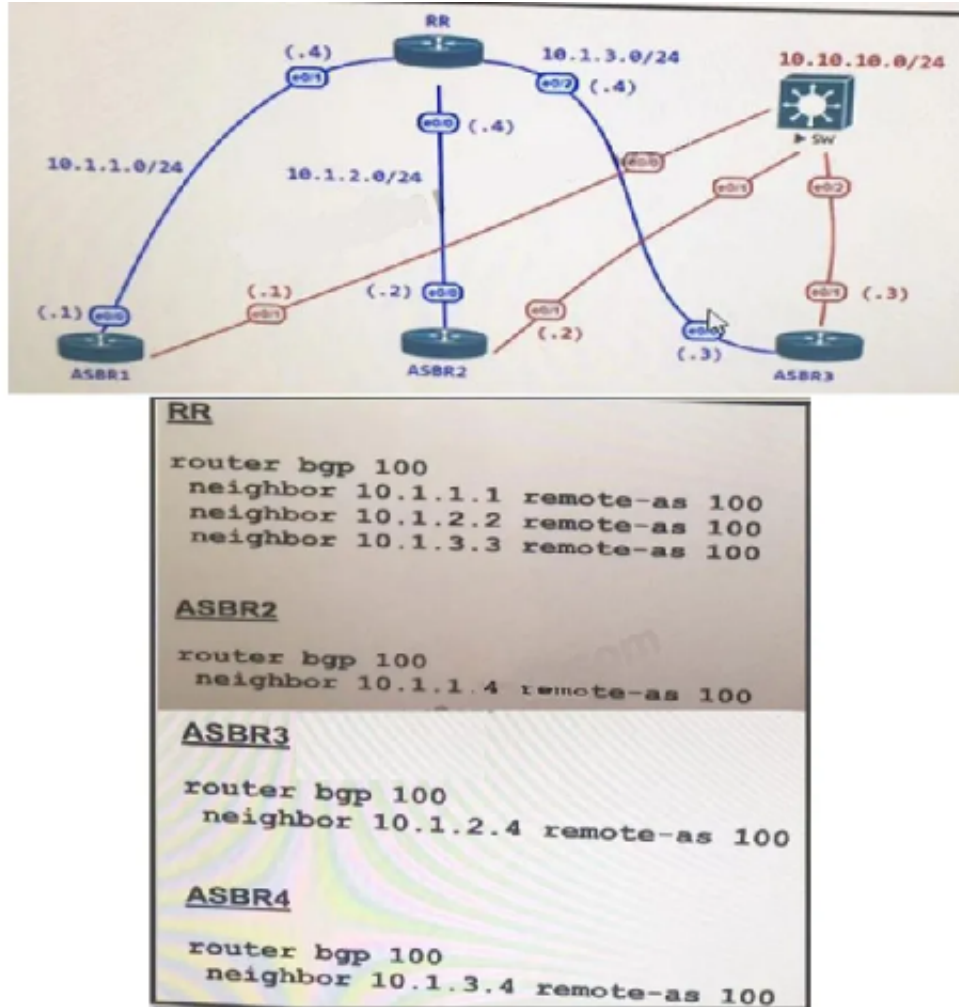 RR
(.4)
10.1.3.0/24
10.10.10.0/24
e0/1
e0/2
(.4)
e0/0
(.4)
SW
10.1.1.0/24
10.1.2.0/24
e0/0
e0/1
e0/2
(.1)
e0/0
(.1)
e0/1
(.2)
e0/0
e0/1
(.2)
e0/1
(.3)
(.3)
ASBR1
ASBR2
ASBR3
RR
router bgp 100
neighbor 10.1.1.1 remote-as 100
neighbor 10.1.2.2 remote-as 100
neighbor 10.1.3.3 remote-as 100
ASBR2
router bgp 100
neighbor 10.1.1.4 remote-as 100
ASBR3
router bgp 100
neighbor 10.1.2.4 remote-as 100
ASBR4
router bgp 100
neighbor 10.1.3.4 remote-as 100